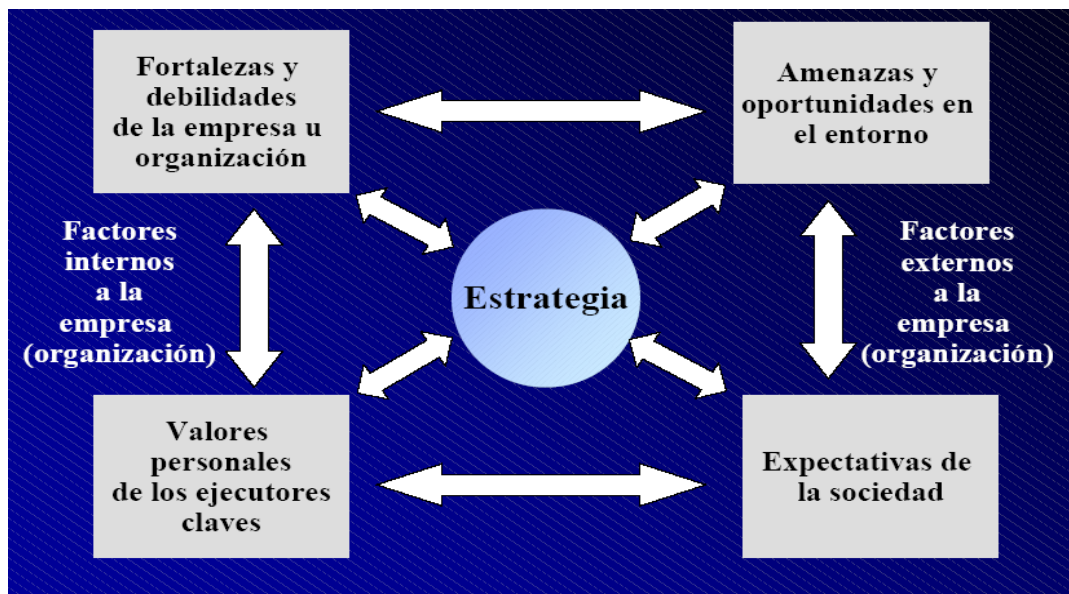 Fortalezas y
debilidades
de la empresa u
organización
Amenazas y
oportunidades en
el entorno
Factores
internos
a la
empresa
(organización)
Estrategia
Factores
externos
a la
empresa
(organización)
Valores
personales
de los ejecutores
claves
Expectativas de
la sociedad